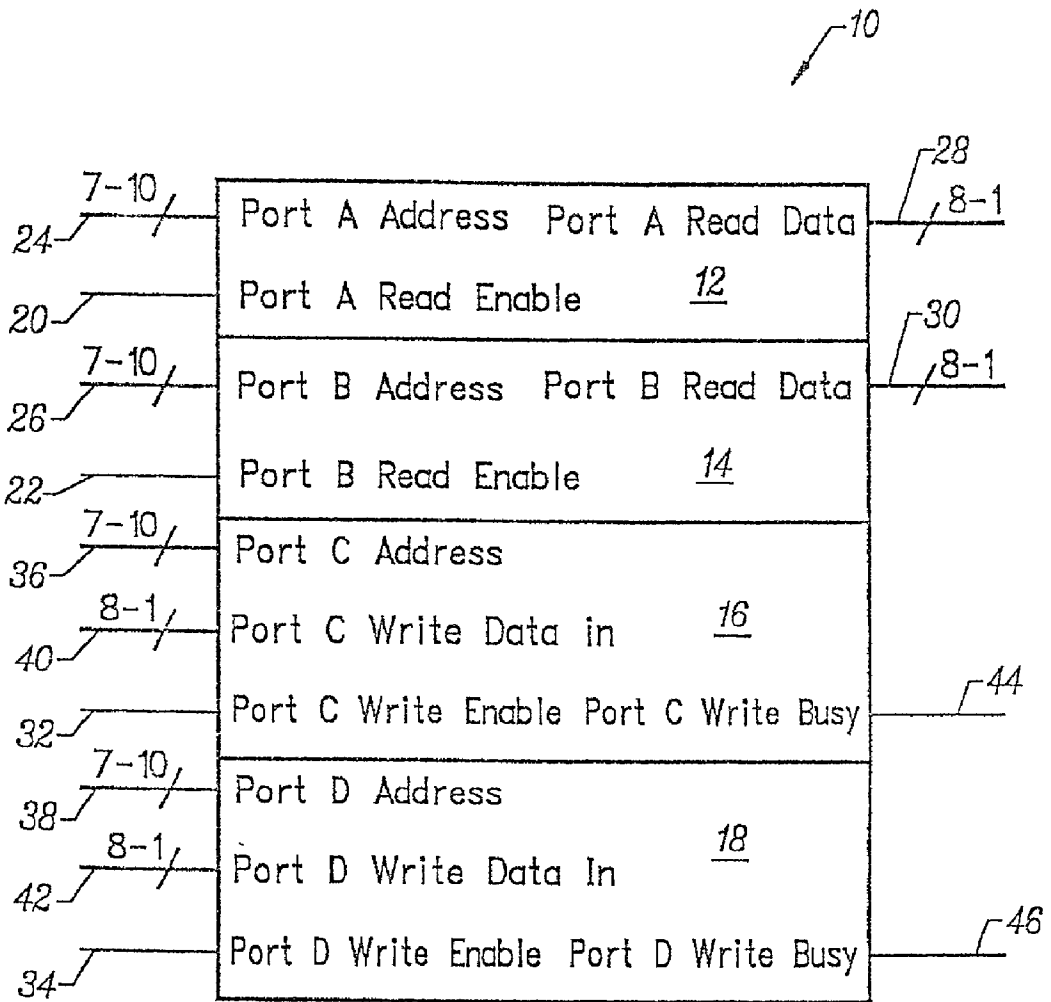 10
28
7-10
Port A Address Port A Read Data
8-1
24
Port A Read Enable
12
20
30
7-10
Port B Address Port B Read Data
8-1
26
Port B Read Enable
14
22
7-10
Port C Address
36
8-1
Port C Write Data in
16
40
44
Port C Write Enable Port C Write Busy
32
7-10
Port D Address
38
18
8-1
Port D Write Data In
42
46
Port D Write Enable Port D Write Busy
34